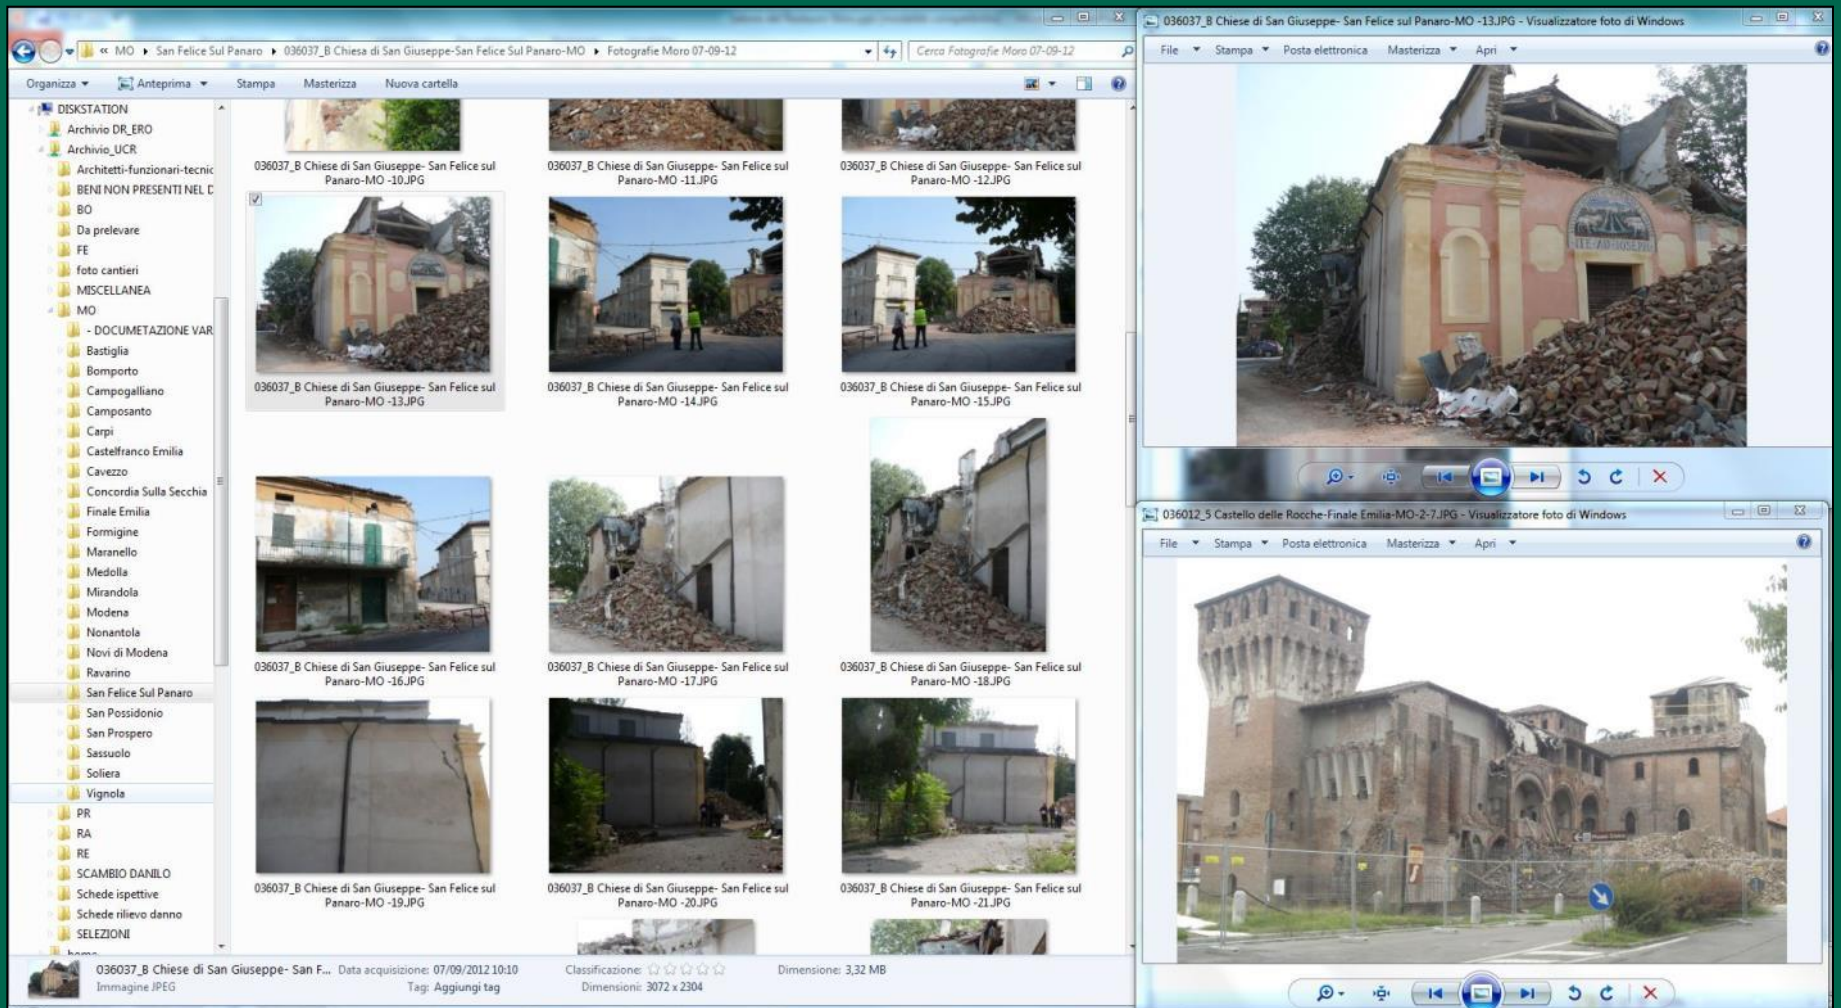 « MO ▸ San Felice Sul Panaro ▸ 036037_B Chiesa di San Giuseppe-San Felice Sul Panaro-MO ▸ Fotografie Moro 07-09-12
Cerca Fotografie Moro 07-09-12
Organizza Anteprima Stampa Masterizza Nuova cartella
DISKSTATION
Archivio DR_ERO
Archivio_UCR
Architetti-funzionari-tecnic
BENI NON PRESENTI NEL D
BO
Da prelevare
FE
foto cantieri
MISCELLANEA
MO
- DOCUMETAZIONE VAR
Bastiglia
Bomporto
Campogalliano
Camposanto
Carpi
Castelfranco Emilia
Cavezzo
Concordia Sulla Secchia
Finale Emilia
Formigine
Maranello
Medolla
Mirandola
Modena
Nonantola
Novi di Modena
Ravarino
San Felice Sul Panaro
San Possidonio
San Prospero
Sassuolo
Soliera
Vignola
PR
RA
RE
SCAMBIO DANILO
Schede ispettive
Schede rilievo danno
SELEZIONI
home
036037_B Chiese di San Giuseppe- San Felice sul
Panaro-MO -10.JPG
036037_B Chiese di San Giuseppe- San Felice sul
Panaro-MO -11.JPG
036037_B Chiese di San Giuseppe- San Felice sul
Panaro-MO -12.JPG
036037_B Chiese di San Giuseppe- San Felice sul
Panaro-MO -13.JPG
036037_B Chiese di San Giuseppe- San Felice sul
Panaro-MO -14.JPG
036037_B Chiese di San Giuseppe- San Felice sul
Panaro-MO -15.JPG
036037_B Chiese di San Giuseppe- San Felice sul
Panaro-MO -16.JPG
036037_B Chiese di San Giuseppe- San Felice sul
Panaro-MO -17.JPG
036037_B Chiese di San Giuseppe- San Felice sul
Panaro-MO -18.JPG
036037_B Chiese di San Giuseppe- San Felice sul
Panaro-MO -19.JPG
036037_B Chiese di San Giuseppe- San Felice sul
Panaro-MO -20.JPG
036037_B Chiese di San Giuseppe- San Felice sul
Panaro-MO -21.JPG
036037_B Chiese di San Giuseppe- San F... Data acquisizione: 07/09/2012 10:10 Classificazione: Dimensione: 3,32 MB
Immagine JPEG Tag: Aggiungi tag Dimensioni: 3072 x 2304
036037_B Chiese di San Giuseppe- San Felice sul Panaro-MO -13.JPG - Visualizzatore foto di Windows
File Stampa Posta elettronica Masterizza Apri
ITE·AD·IOSEPH
036012_5 Castello delle Rocche-Finale Emilia-MO-2-7.JPG - Visualizzatore foto di Windows
File Stampa Posta elettronica Masterizza Apri